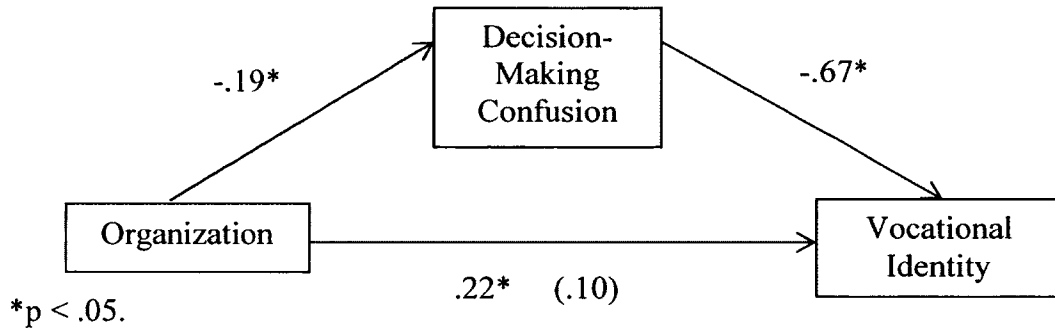 Decision-
Making
Confusion
-.19*
-.67*
Organization
Vocational
Identity
.22* (.10)
*p < .05.